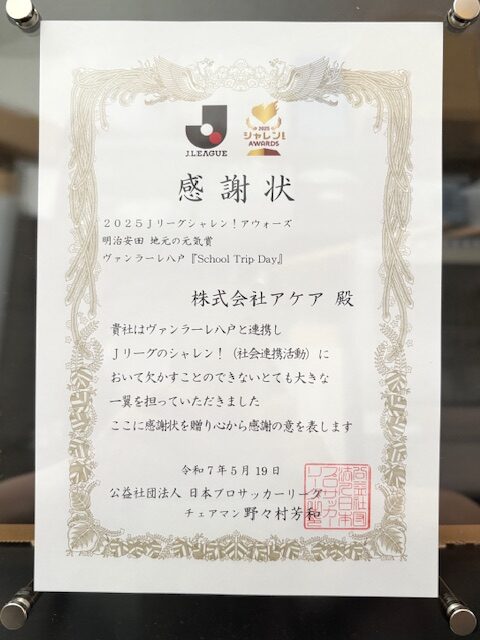 J.LEAGUE
2025
シャレン!
AWARDS
感謝状
2025Jリーグシャレン!アウォーズ
明治安田 地元の元気賞
ヴァンラーレ八戸『School Trip Day』
株式会社アケア 殿
貴社はヴァンラーレ八戸と連携し
Jリーグのシャレン!(社会連携活動)に
おいて欠かすことのできないとても大きな
一翼を担っていただきました
ここに感謝状を贈り心から感謝の意を表します
令和7年5月19日
公益社団法人 日本プロサッカーリーグ
チェアマン 野々村芳和